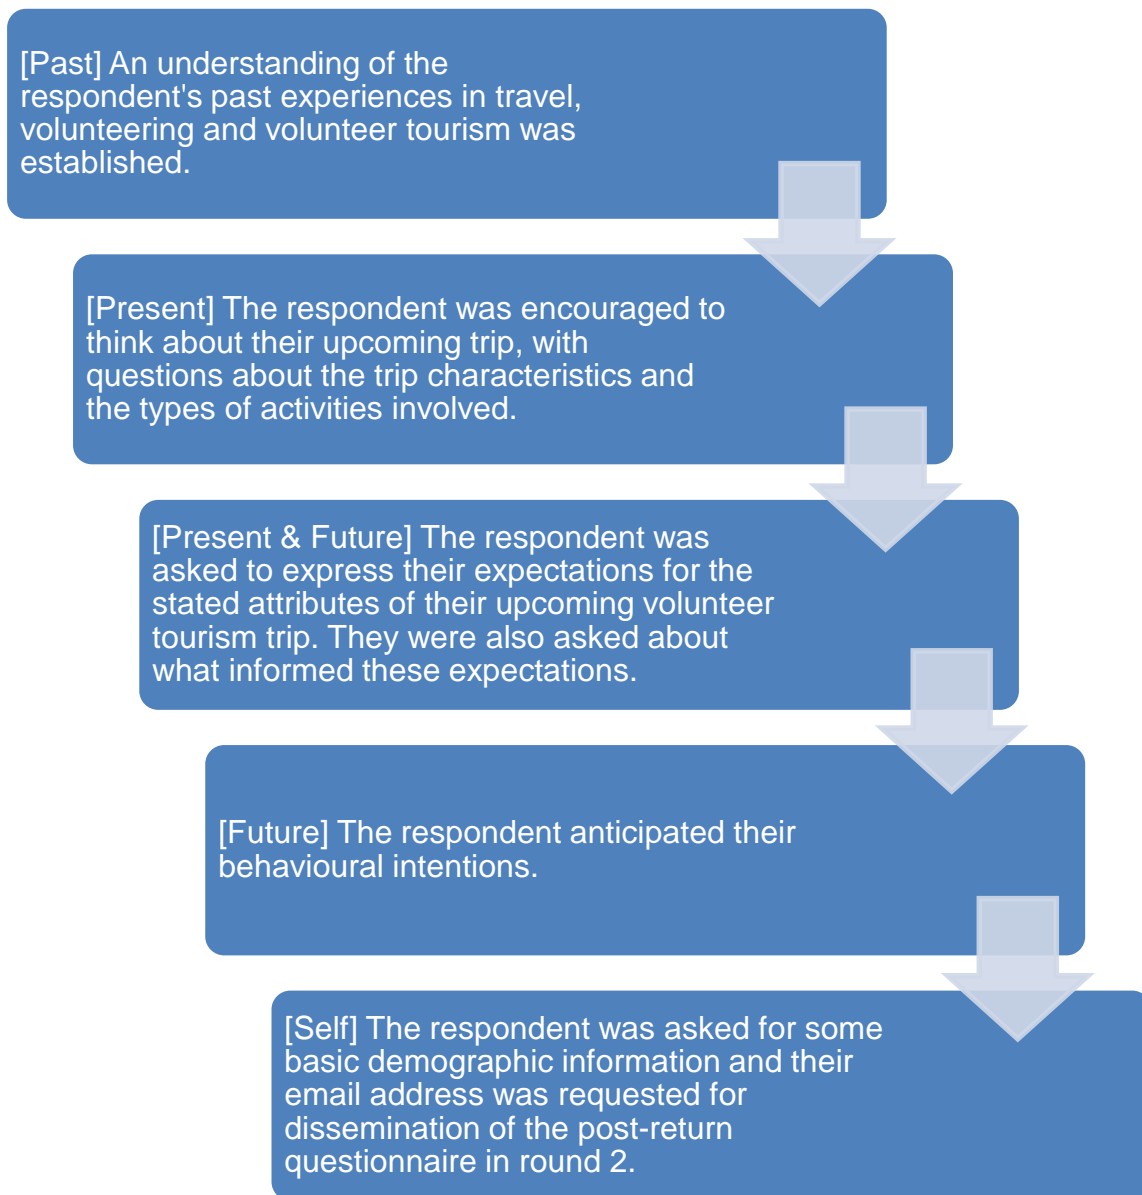 [Past] An understanding of the
respondent's past experiences in travel,
volunteering and volunteer tourism was
established.
[Present] The respondent was encouraged to
think about their upcoming trip, with
questions about the trip characteristics and
the types of activities involved.
[Present & Future] The respondent was
asked to express their expectations for the
stated attributes of their upcoming volunteer
tourism trip. They were also asked about
what informed these expectations.
[Future] The respondent anticipated their
behavioural intentions.
[Self] The respondent was asked for some
basic demographic information and their
email address was requested for
dissemination of the post-return
questionnaire in round 2.